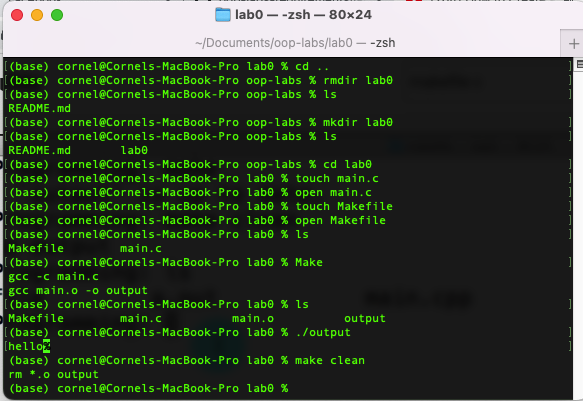 lab0 — -zsh — 80×24
~/Documents/oop-labs/lab0 — -zsh
(base) cornel@Cornels-MacBook-Pro lab0 % cd ..
(base) cornel@Cornels-MacBook-Pro oop-labs % rmdir lab0
(base) cornel@Cornels-MacBook-Pro oop-labs % ls
README.md
(base) cornel@Cornels-MacBook-Pro oop-labs % mkdir lab0
(base) cornel@Cornels-MacBook-Pro oop-labs % ls
README.md lab0
(base) cornel@Cornels-MacBook-Pro oop-labs % cd lab0
(base) cornel@Cornels-MacBook-Pro lab0 % touch main.c
(base) cornel@Cornels-MacBook-Pro lab0 % open main.c
(base) cornel@Cornels-MacBook-Pro lab0 % touch Makefile
(base) cornel@Cornels-MacBook-Pro lab0 % open Makefile
(base) cornel@Cornels-MacBook-Pro lab0 % ls
Makefile main.c
(base) cornel@Cornels-MacBook-Pro lab0 % Make
gcc -c main.c
gcc main.o -o output
(base) cornel@Cornels-MacBook-Pro lab0 % ls
Makefile main.c main.o output
(base) cornel@Cornels-MacBook-Pro lab0 % ./output
hello%
(base) cornel@Cornels-MacBook-Pro lab0 % make clean
rm *.o output
(base) cornel@Cornels-MacBook-Pro lab0 %